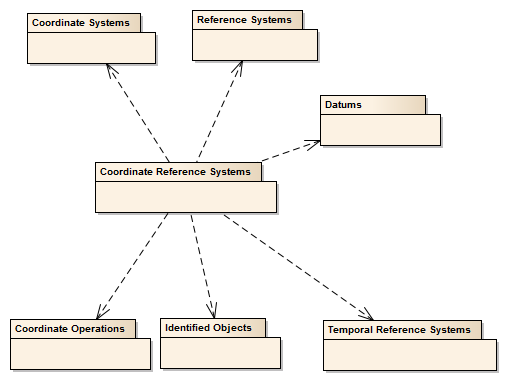 Coordinate Systems
Reference Systems
Datums
Coordinate Reference Systems
Coordinate Operations
Identified Objects
Temporal Reference Systems